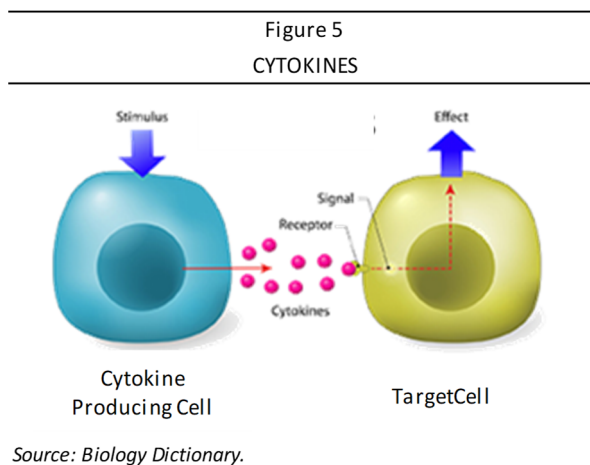 Figure 5
CYTOKINES
Stimulus
Effect
Signal
Receptor
Cytokines
Cytokine
Producing Cell
TargetCell
Source: Biology Dictionary.